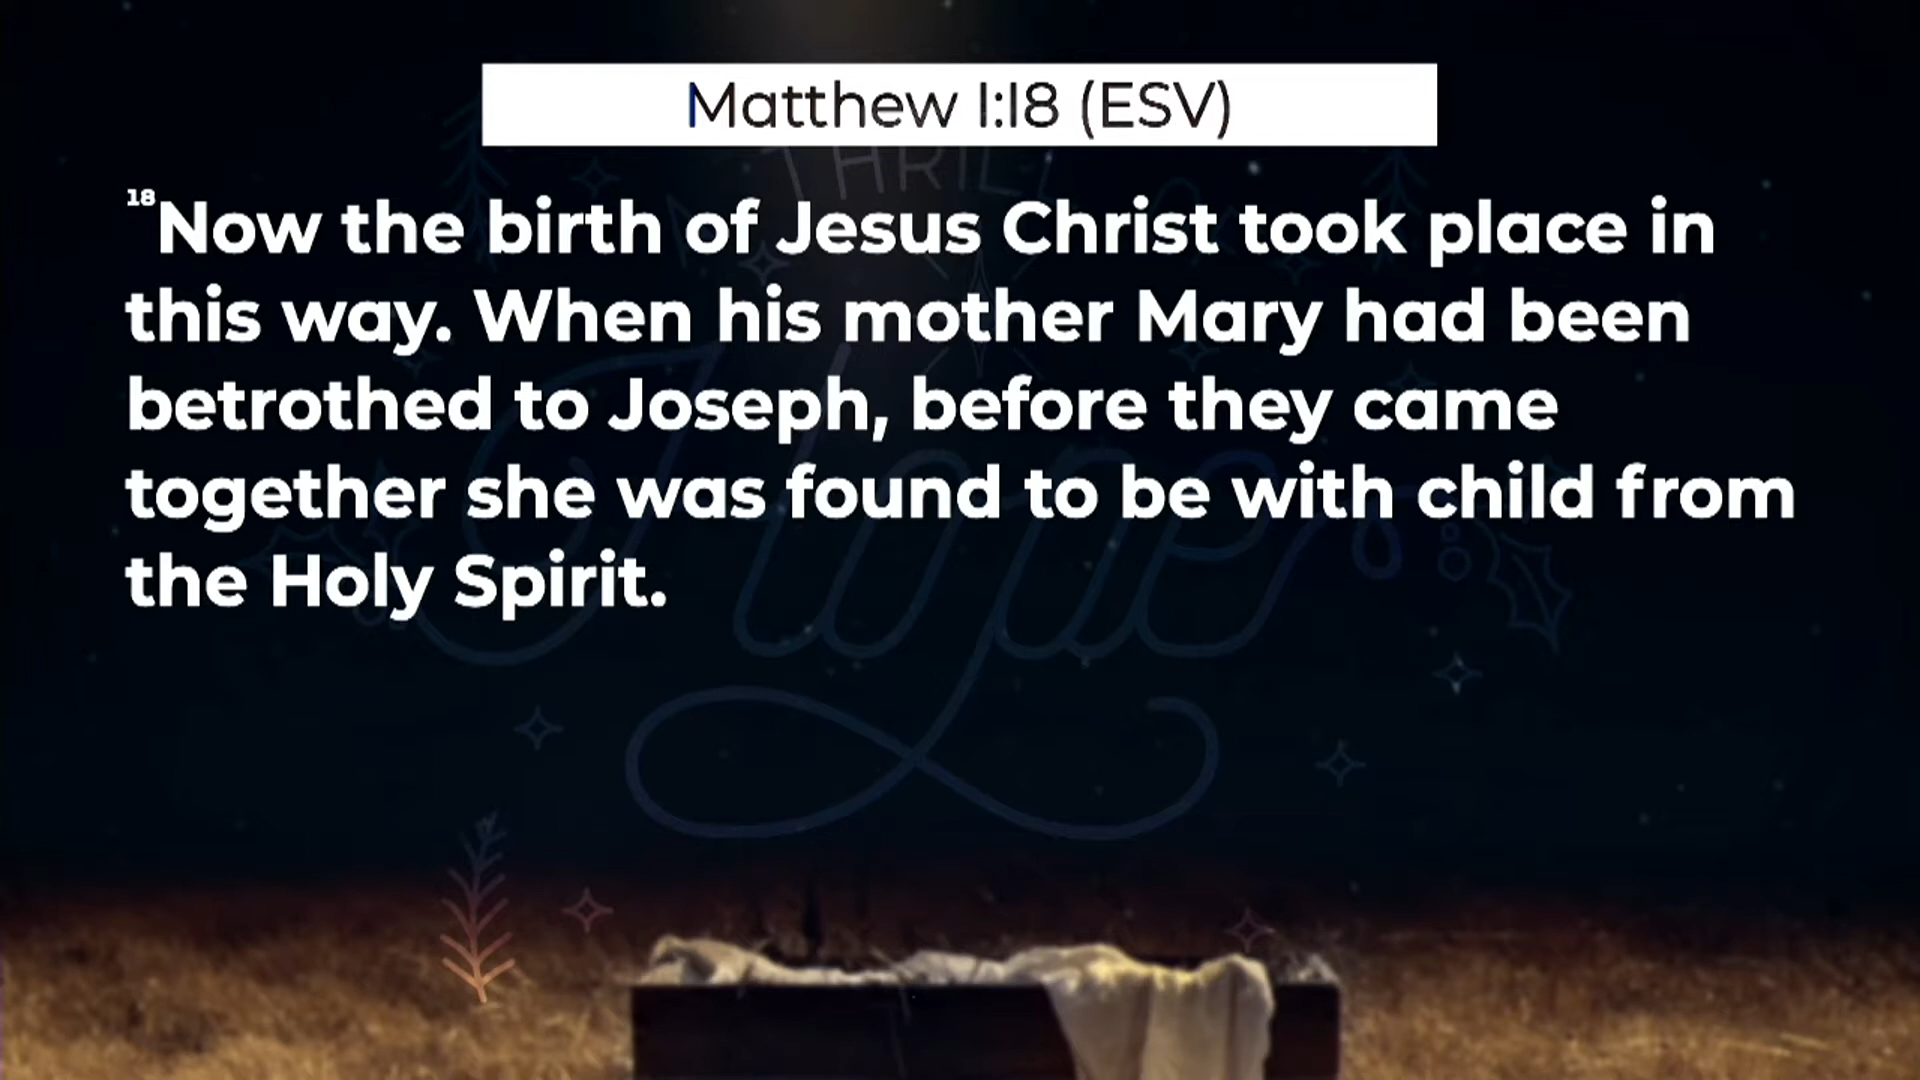 Matthew 1:18 (ESV)
THRILL
18Now the birth of Jesus Christ took place in
this way. When his mother Mary had been
betrothed to Joseph, before they came
together she was found to be with child from
the Holy Spirit.
Hope